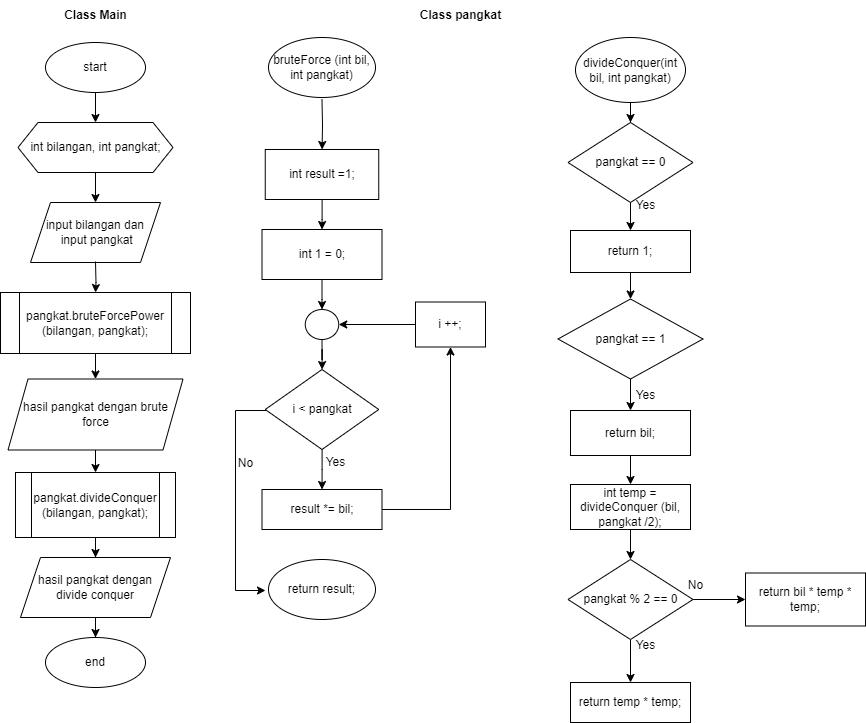 Class Main
start
int bilangan, int pangkat;
input bilangan dan
input pangkat
pangkat.bruteForcePower
(bilangan, pangkat);
hasil pangkat dengan brute
force
pangkat.divideConquer
(bilangan, pangkat);
hasil pangkat dengan
divide conquer
end
Class pangkat
bruteForce (int bil,
int pangkat)
int result =1;
int 1 = 0;
i ++;
i < pangkat
No
Yes
result *= bil;
return result;
divideConquer(int
bil, int pangkat)
pangkat == 0
Yes
return 1;
pangkat == 1
Yes
return bil;
int temp =
divideConquer (bil,
pangkat /2);
pangkat % 2 == 0
No
return bil * temp *
temp;
Yes
return temp * temp;